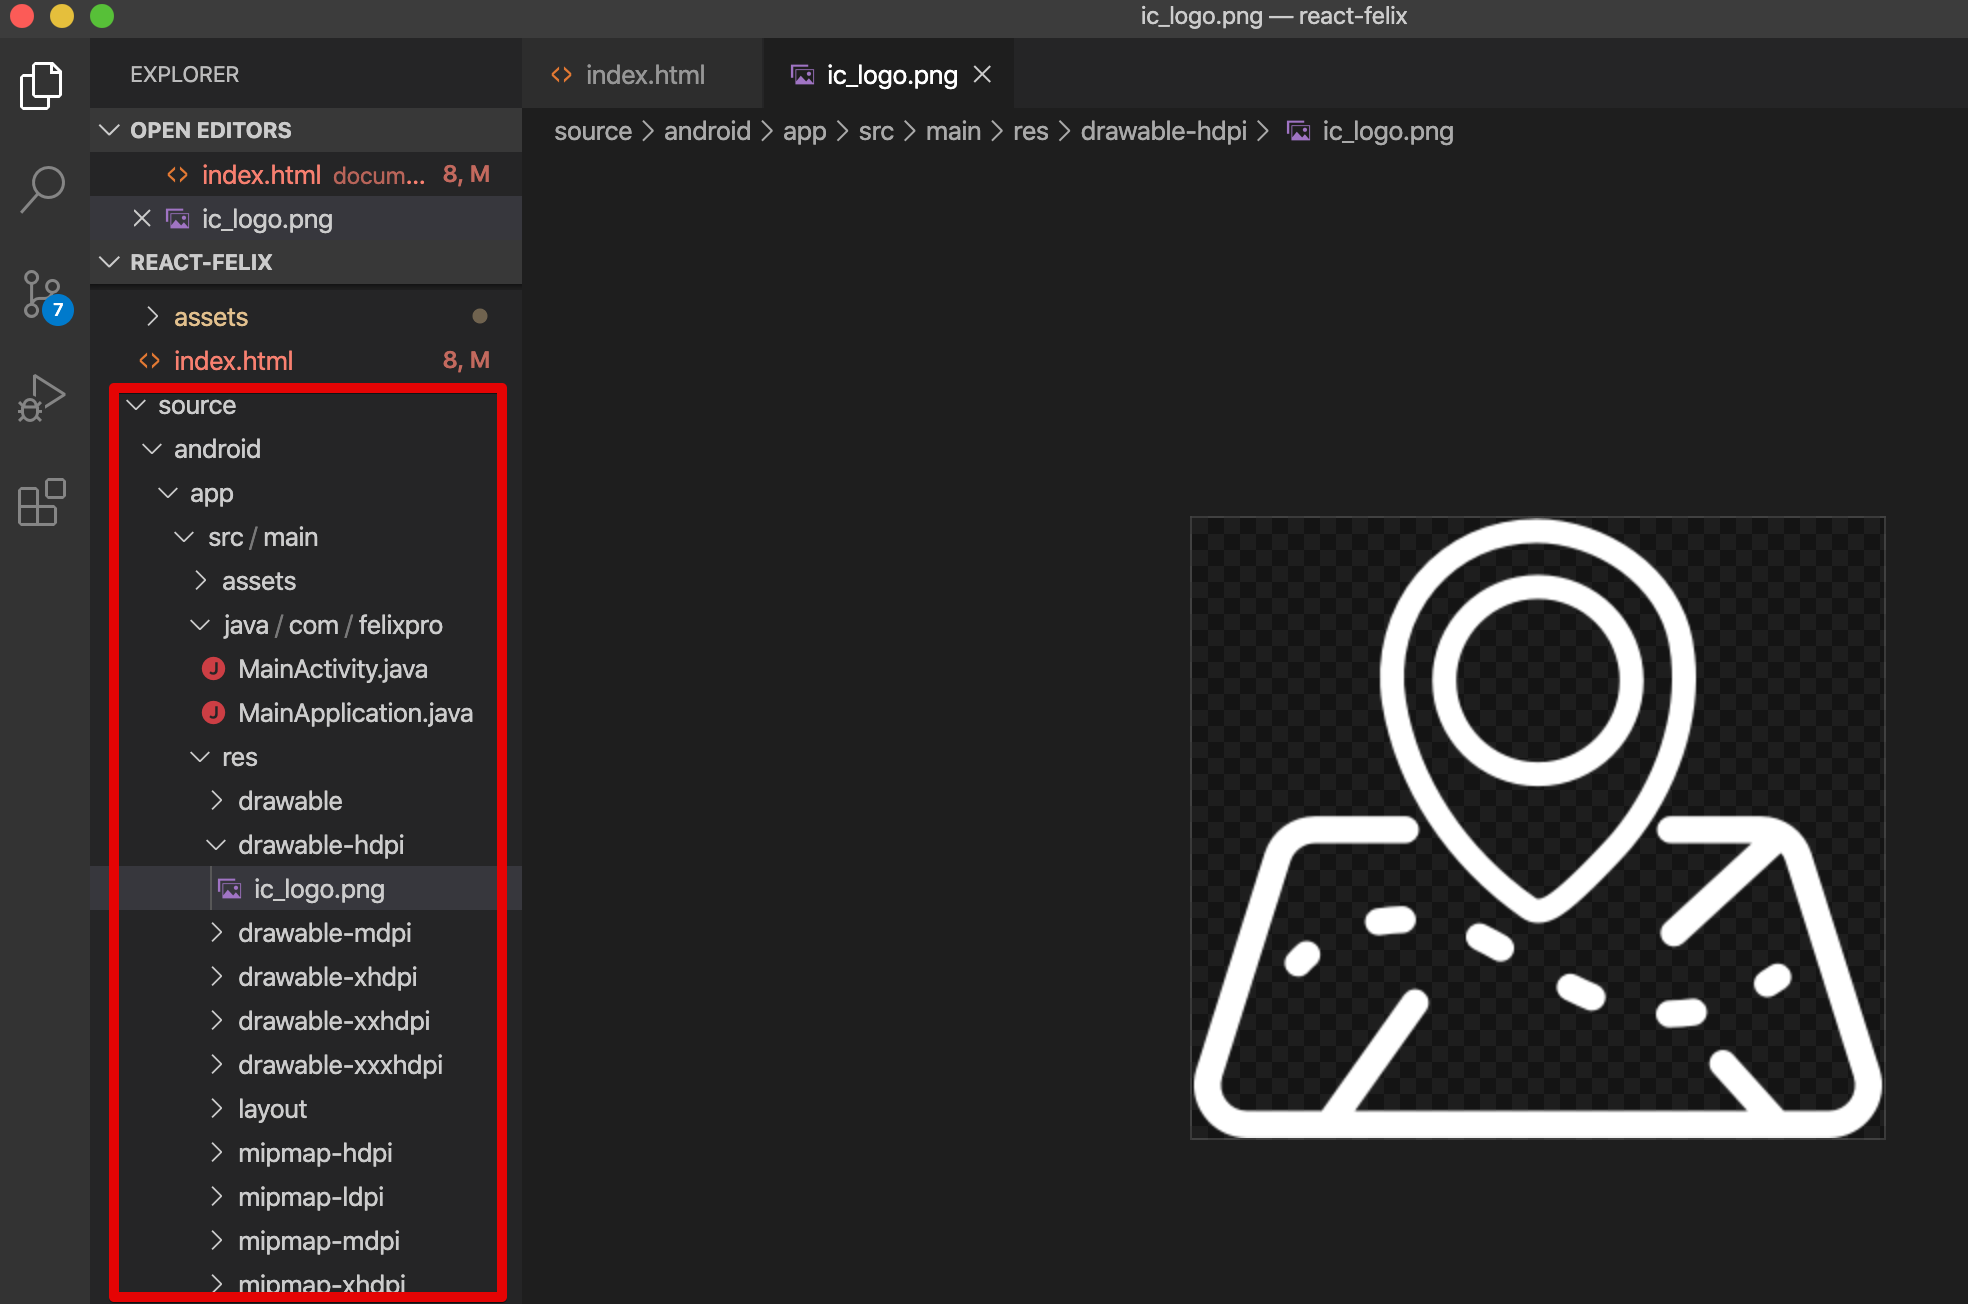 ic_logo.png — react-felix
EXPLORER
index.html
ic_logo.png
OPEN EDITORS
source > android > app > src > main > res > drawable-hdpi > ic_logo.png
index.html docum... 8, M
ic_logo.png
REACT-FELIX
7
assets
index.html 8, M
source
android
app
src / main
assets
java / com / felixpro
J MainActivity.java
J MainApplication.java
res
drawable
drawable-hdpi
ic_logo.png
drawable-mdpi
drawable-xhdpi
drawable-xxhdpi
drawable-xxxhdpi
layout
mipmap-hdpi
mipmap-ldpi
mipmap-mdpi
mipmap-xhdpi